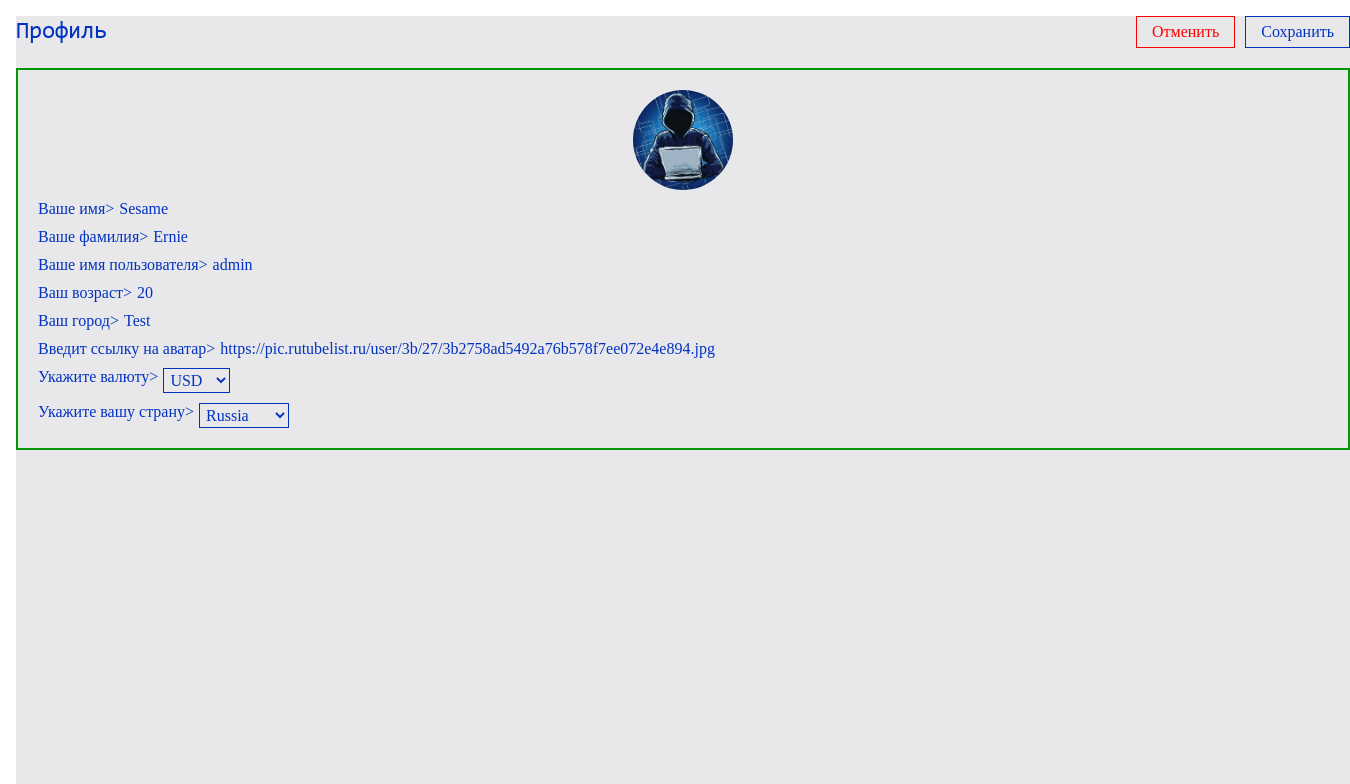 Профиль
Отменить
Сохранить
Ваше имя> Sesame
Ваше фамилия> Ernie
Ваше имя пользователя> admin
Ваш возраст> 20
Ваш город> Test
Введит ссылку на аватар> https://pic.rutubelist.ru/user/3b/27/3b2758ad5492a76b578f7ee072e4e894.jpg
Укажите валюту> USD
Укажите вашу страну> Russia